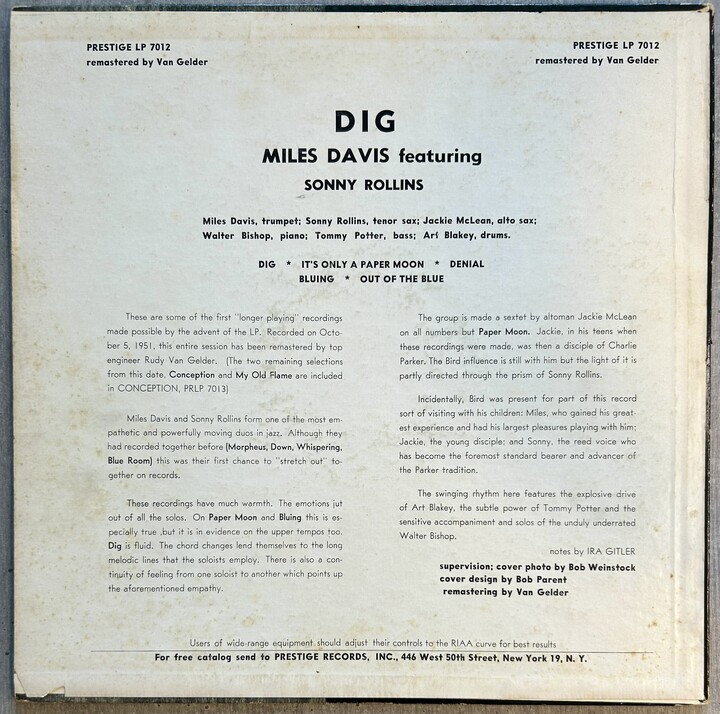 PRESTIGE LP 7012
remastered by Van Gelder
PRESTIGE LP 7012
remastered by Van Gelder
DIG
MILES DAVIS featuring
SONNY ROLLINS
Miles Davis, trumpet; Sonny Rollins, tenor sax; Jackie McLean, alto sax;
Walter Bishop, piano; Tommy Potter, bass; Art Blakey, drums.
DIG * IT'S ONLY A PAPER MOON * DENIAL
BLUING * OUT OF THE BLUE
These are some of the first "longer playing" recordings
made possible by the advent of the LP. Recorded on Octo-
ber 5, 1951, this entire session has been remastered by top
engineer Rudy Van Gelder. (The two remaining selections
from this date, Conception and My Old Flame are included
in CONCEPTION, PRLP 7013)
Miles Davis and Sonny Rollins form one of the most em-
pathetic and powerfully moving duos in jazz. Although they
had recorded together before (Morpheus, Down, Whispering,
Blue Room) this was their first chance to "stretch out" to-
gether on records.
These recordings have much warmth. The emotions jut
out of all the solos. On Paper Moon and Bluing this is es-
pecially true ,but it is in evidence on the upper tempos too.
Dig is fluid. The chord changes lend themselves to the long
melodic lines that the soloists employ. There is also a con-
tinuity of feeling from one soloist to another which points up
the aforementioned empathy.
The group is made a sextet by altoman Jackie McLean
on all numbers but Paper Moon. Jackie, in his teens when
these recordings were made, was then a disciple of Charlie
Parker. The Bird influence is still with him but the light of it is
partly directed through the prism of Sonny Rollins.
Incidentally, Bird was present for part of this record
sort of visiting with his children: Miles, who gained his great-
est experience and had his largest pleasures playing with him;
Jackie, the young disciple; and Sonny, the reed voice who
has become the foremost standard bearer and advancer of
the Parker tradition.
The swinging rhythm here features the explosive drive
of Art Blakey, the subtle power of Tommy Potter and the
sensitive accompaniment and solos of the unduly underrated
Walter Bishop.
notes by IRA GITLER
supervision; cover photo by Bob Weinstock
cover design by Bob Parent
remastering by Van Gelder
Users of wide-range equipment should adjust their controls to the RIAA curve for best results
For free catalog send to PRESTIGE RECORDS, INC., 446 West 50th Street, New York 19, N. Y.